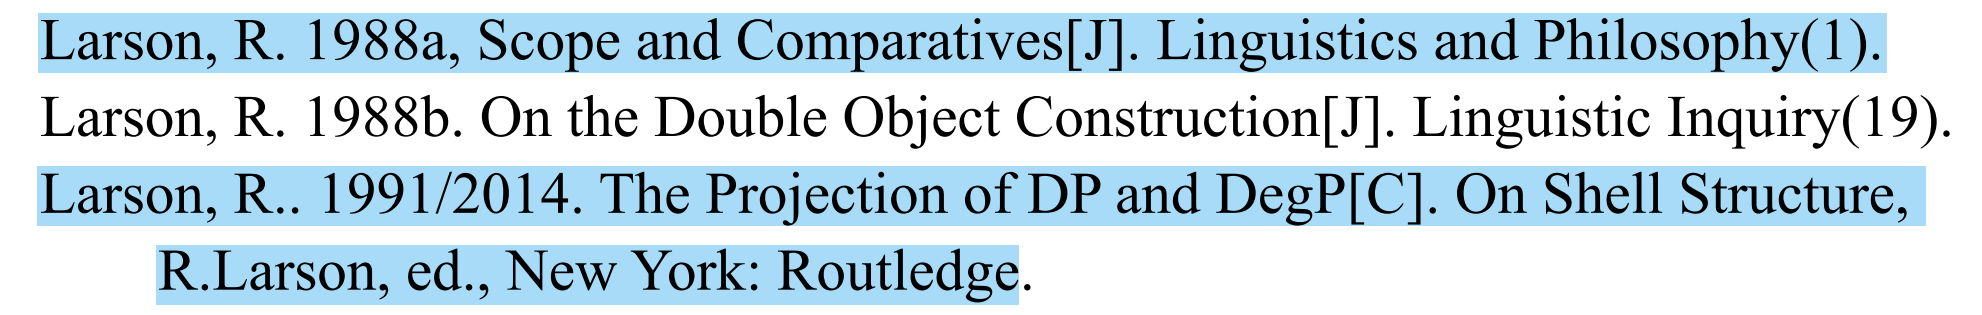 Larson, R. 1988a, Scope and Comparatives[J]. Linguistics and Philosophy(1).
Larson, R. 1988b. On the Double Object Construction[J]. Linguistic Inquiry(19).
Larson, R.. 1991/2014. The Projection of DP and DegP[C]. On Shell Structure,
R.Larson, ed., New York: Routledge.